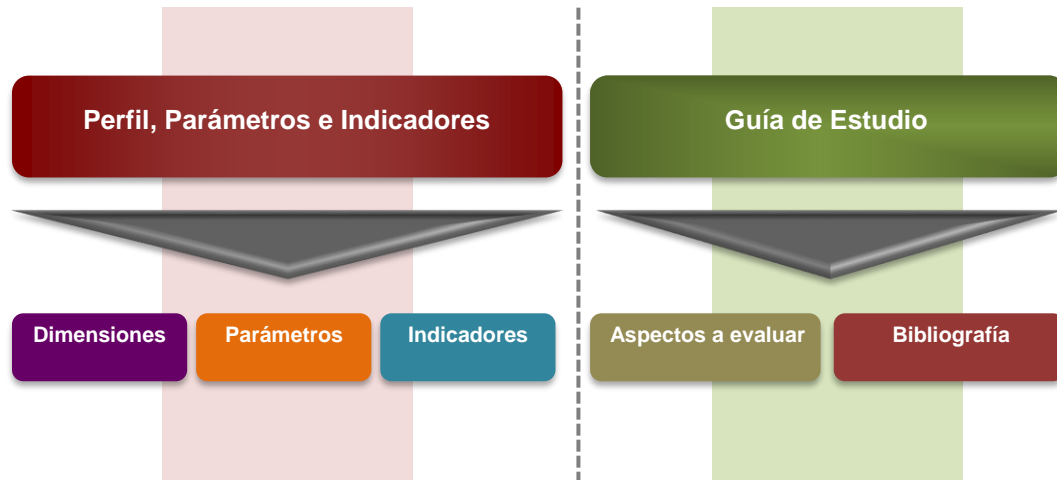 Perfil, Parámetros e Indicadores
Guía de Estudio
Dimensiones
Parámetros
Indicadores
Aspectos a evaluar
Bibliografía